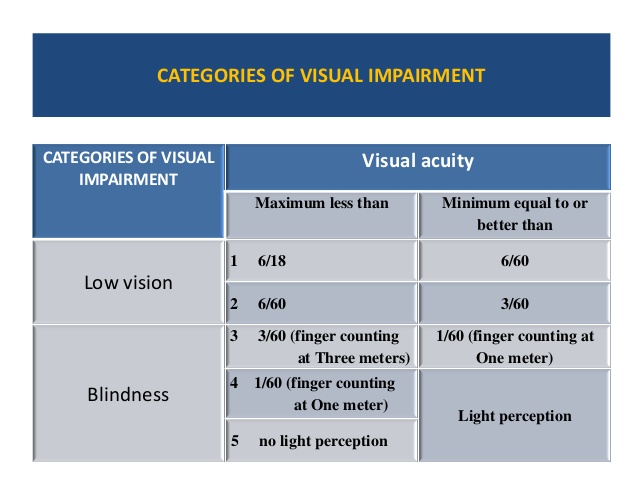 CATEGORIES OF VISUAL IMPAIRMENT
CATEGORIES OF VISUAL
IMPAIRMENT
Visual acuity
Maximum less than
Minimum equal to or
better than
Low vision
1 6/18
6/60
2 6/60
3/60
Blindness
3 3/60 (finger counting
at Three meters)
1/60 (finger counting at
One meter)
4 1/60 (finger counting
at One meter)
Light perception
5 no light perception